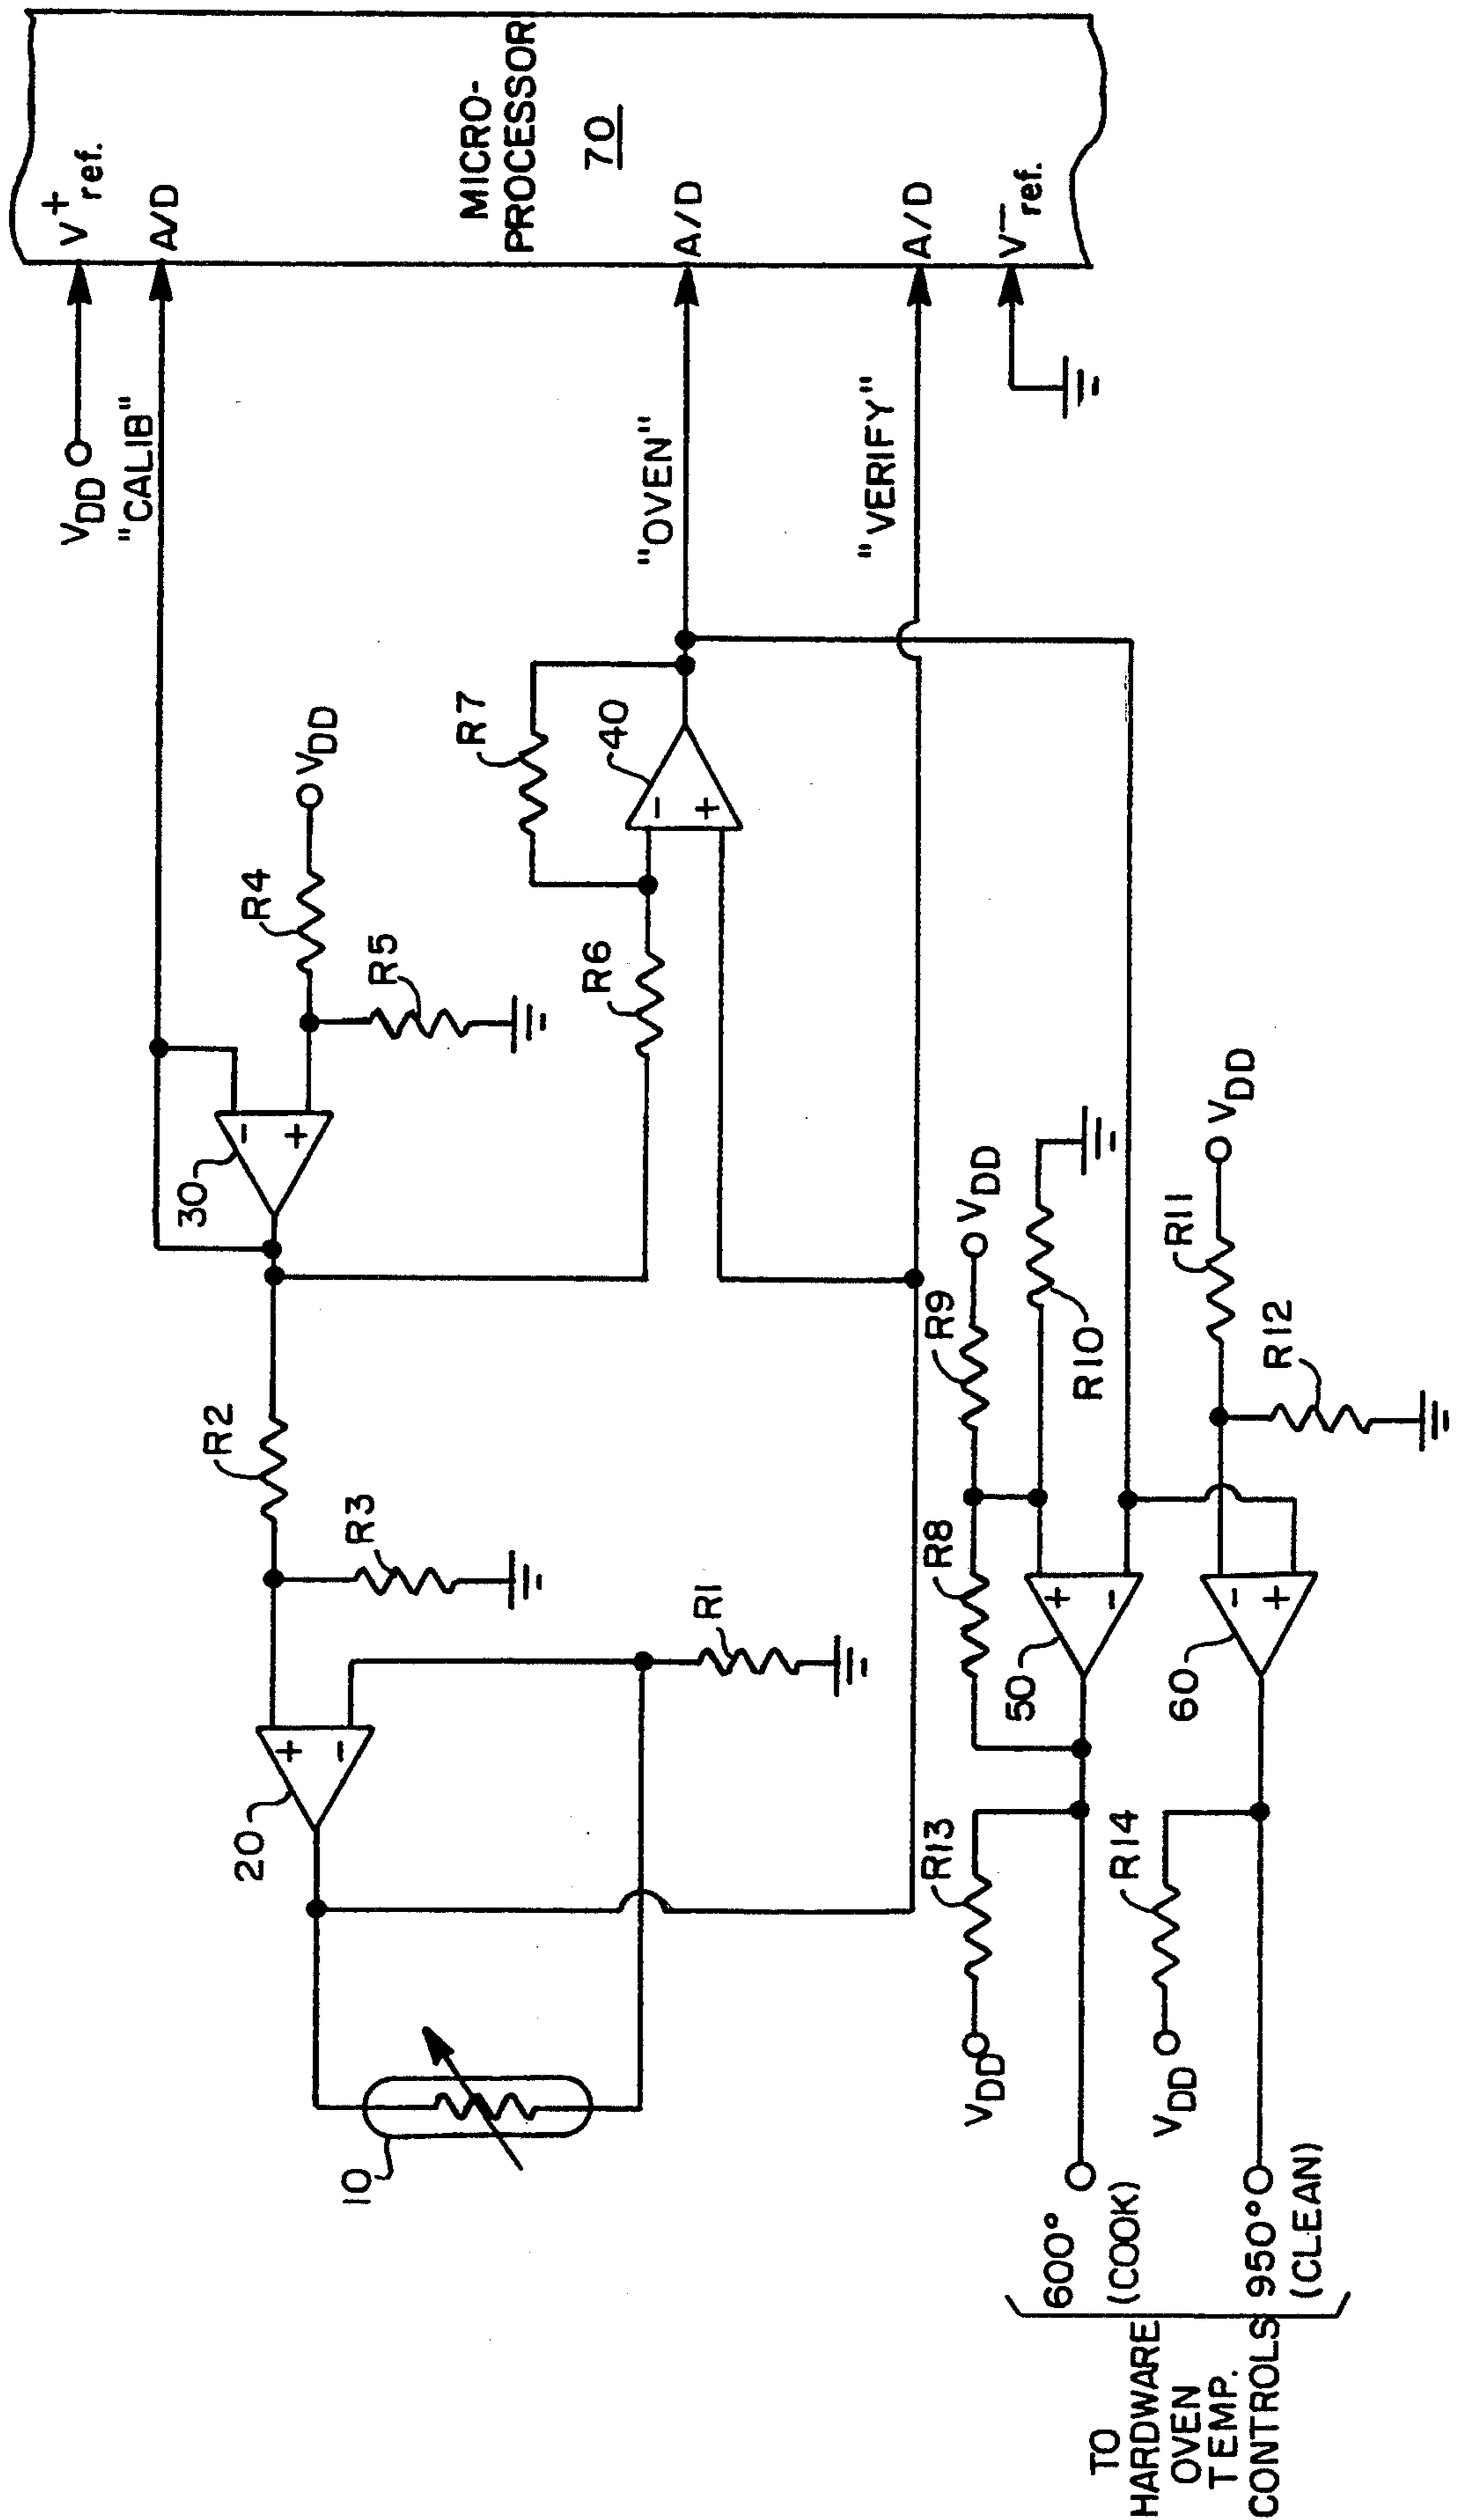 V+ ref.
A/D
MICRO-
PROCESSOR
70
A/D
A/D
V- ref.
VDD
"CALIB"
"OVEN"
"VERIFY"
VDD
R4
R5
30
R7
40
R6
R2
R3
20
R1
10
VDD
R9
R10
R8
50
VDD
R11
R12
60
R13
VDD
R14
VDD
600°
(COOK)
950°
(CLEAN)
TO
HARDWARE
OVEN
TEMP.
CONTROLS
+
-
+
-
+
-
+
-
+
-